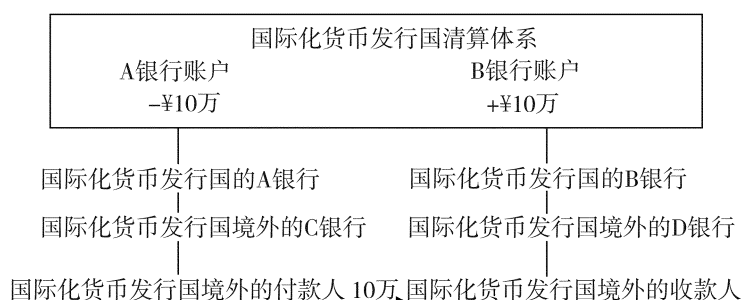 国际化货币发行国清算体系
A银行账户 B银行账户
-¥10万 +¥10万
国际化货币发行国的A银行 国际化货币发行国的B银行
国际化货币发行国境外的C银行 国际化货币发行国境外的D银行
国际化货币发行国境外的付款人 10万 国际化货币发行国境外的收款人